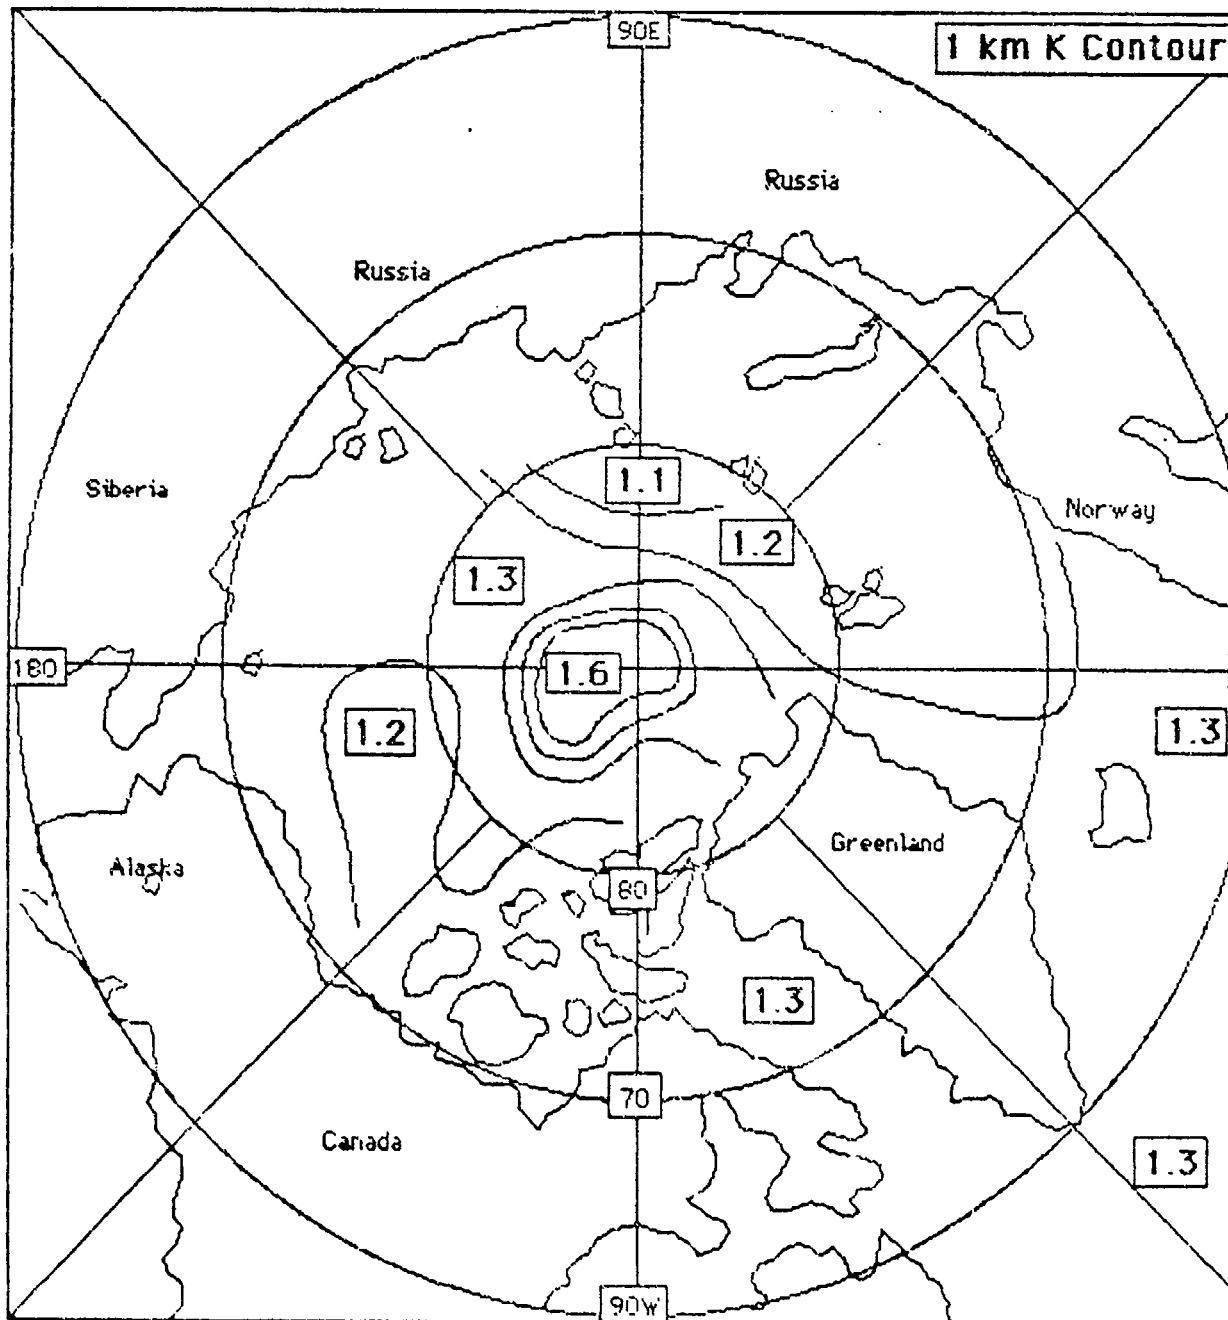 90E
1 km K Contour
Russia
Russia
1.1
Siberia
Norway
1.2
1.3
180
1.6
1.2
1.3
Greenland
Alaska
80
1.3
70
Canada
1.3
90W